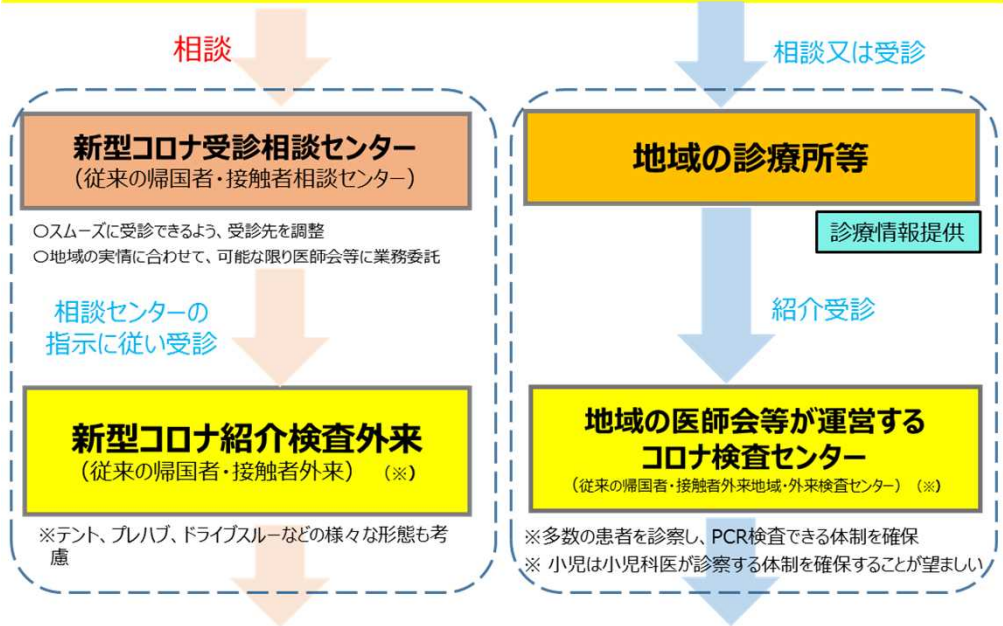 相談
新型コロナ受診相談センター
（従来の帰国者・接触者相談センター）
〇スムーズに受診できるよう、受診先を調整
〇地域の実情に合わせて、可能な限り医師会等に業務委託
相談センターの
指示に従い受診
新型コロナ紹介検査外来
（従来の帰国者・接触者外来）（※）
※テント、プレハブ、ドライブスルーなどの様々な形態も考
慮
相談又は受診
地域の診療所等
診療情報提供
紹介受診
地域の医師会等が運営する
コロナ検査センター
（従来の帰国者・接触者外来地域・外来検査センター）（※）
※多数の患者を診察し、PCR検査できる体制を確保
※ 小児は小児科医が診察する体制を確保することが望ましい